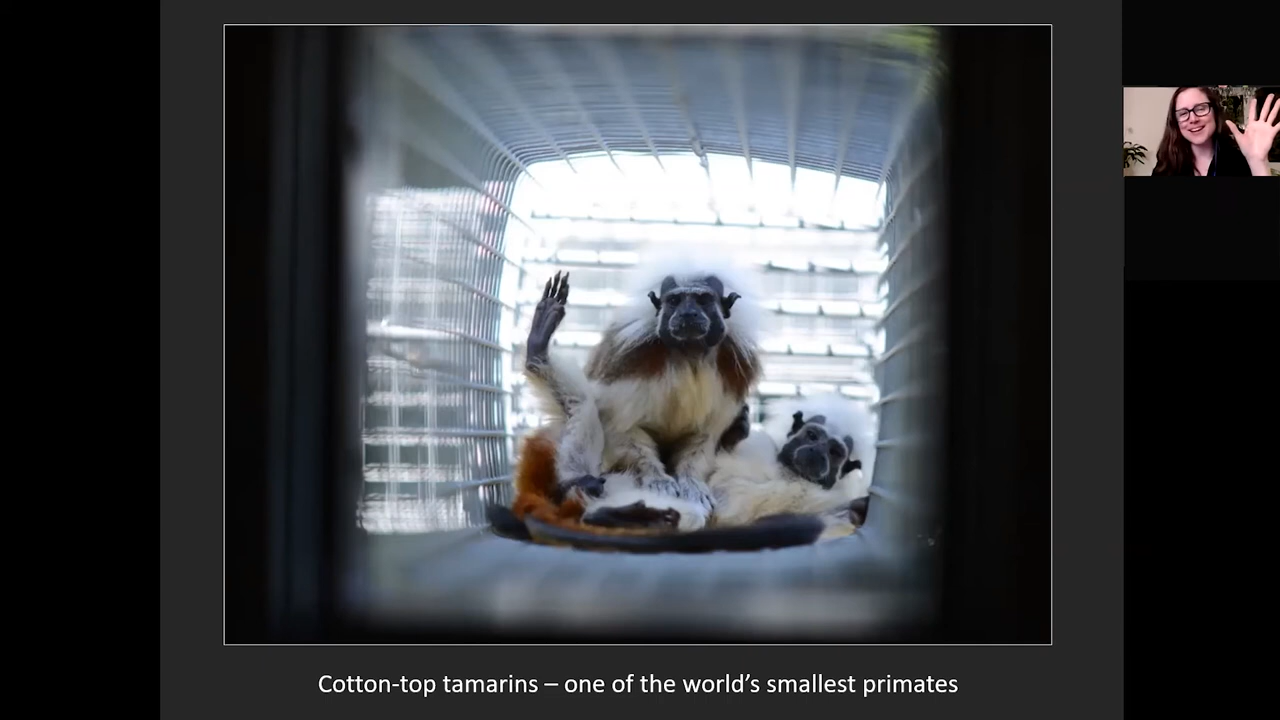 Cotton-top tamarins – one of the world's smallest primates